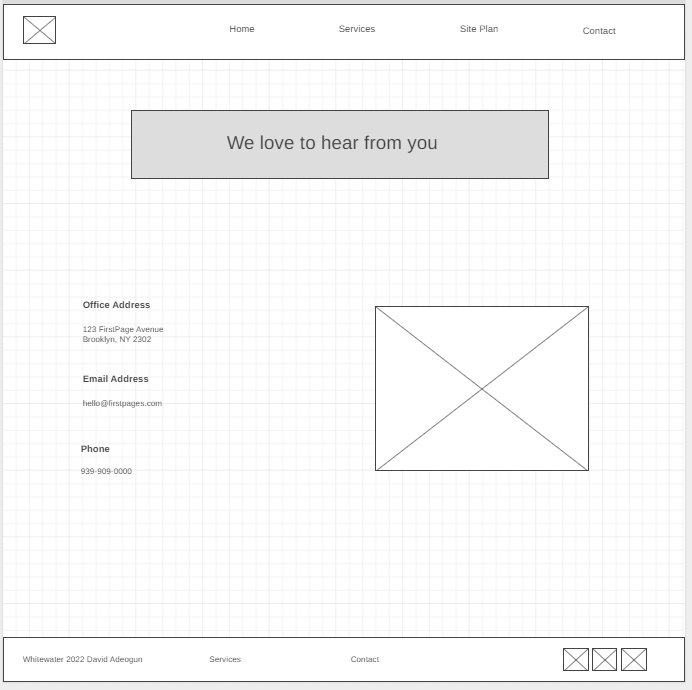 Home
Services
Site Plan
Contact
We love to hear from you
Office Address
123 FirstPage Avenue
Brooklyn, NY 2302
Email Address
hello@firstpages.com
Phone
939-909-0000
Whitewater 2022 David Adeogun
Services
Contact